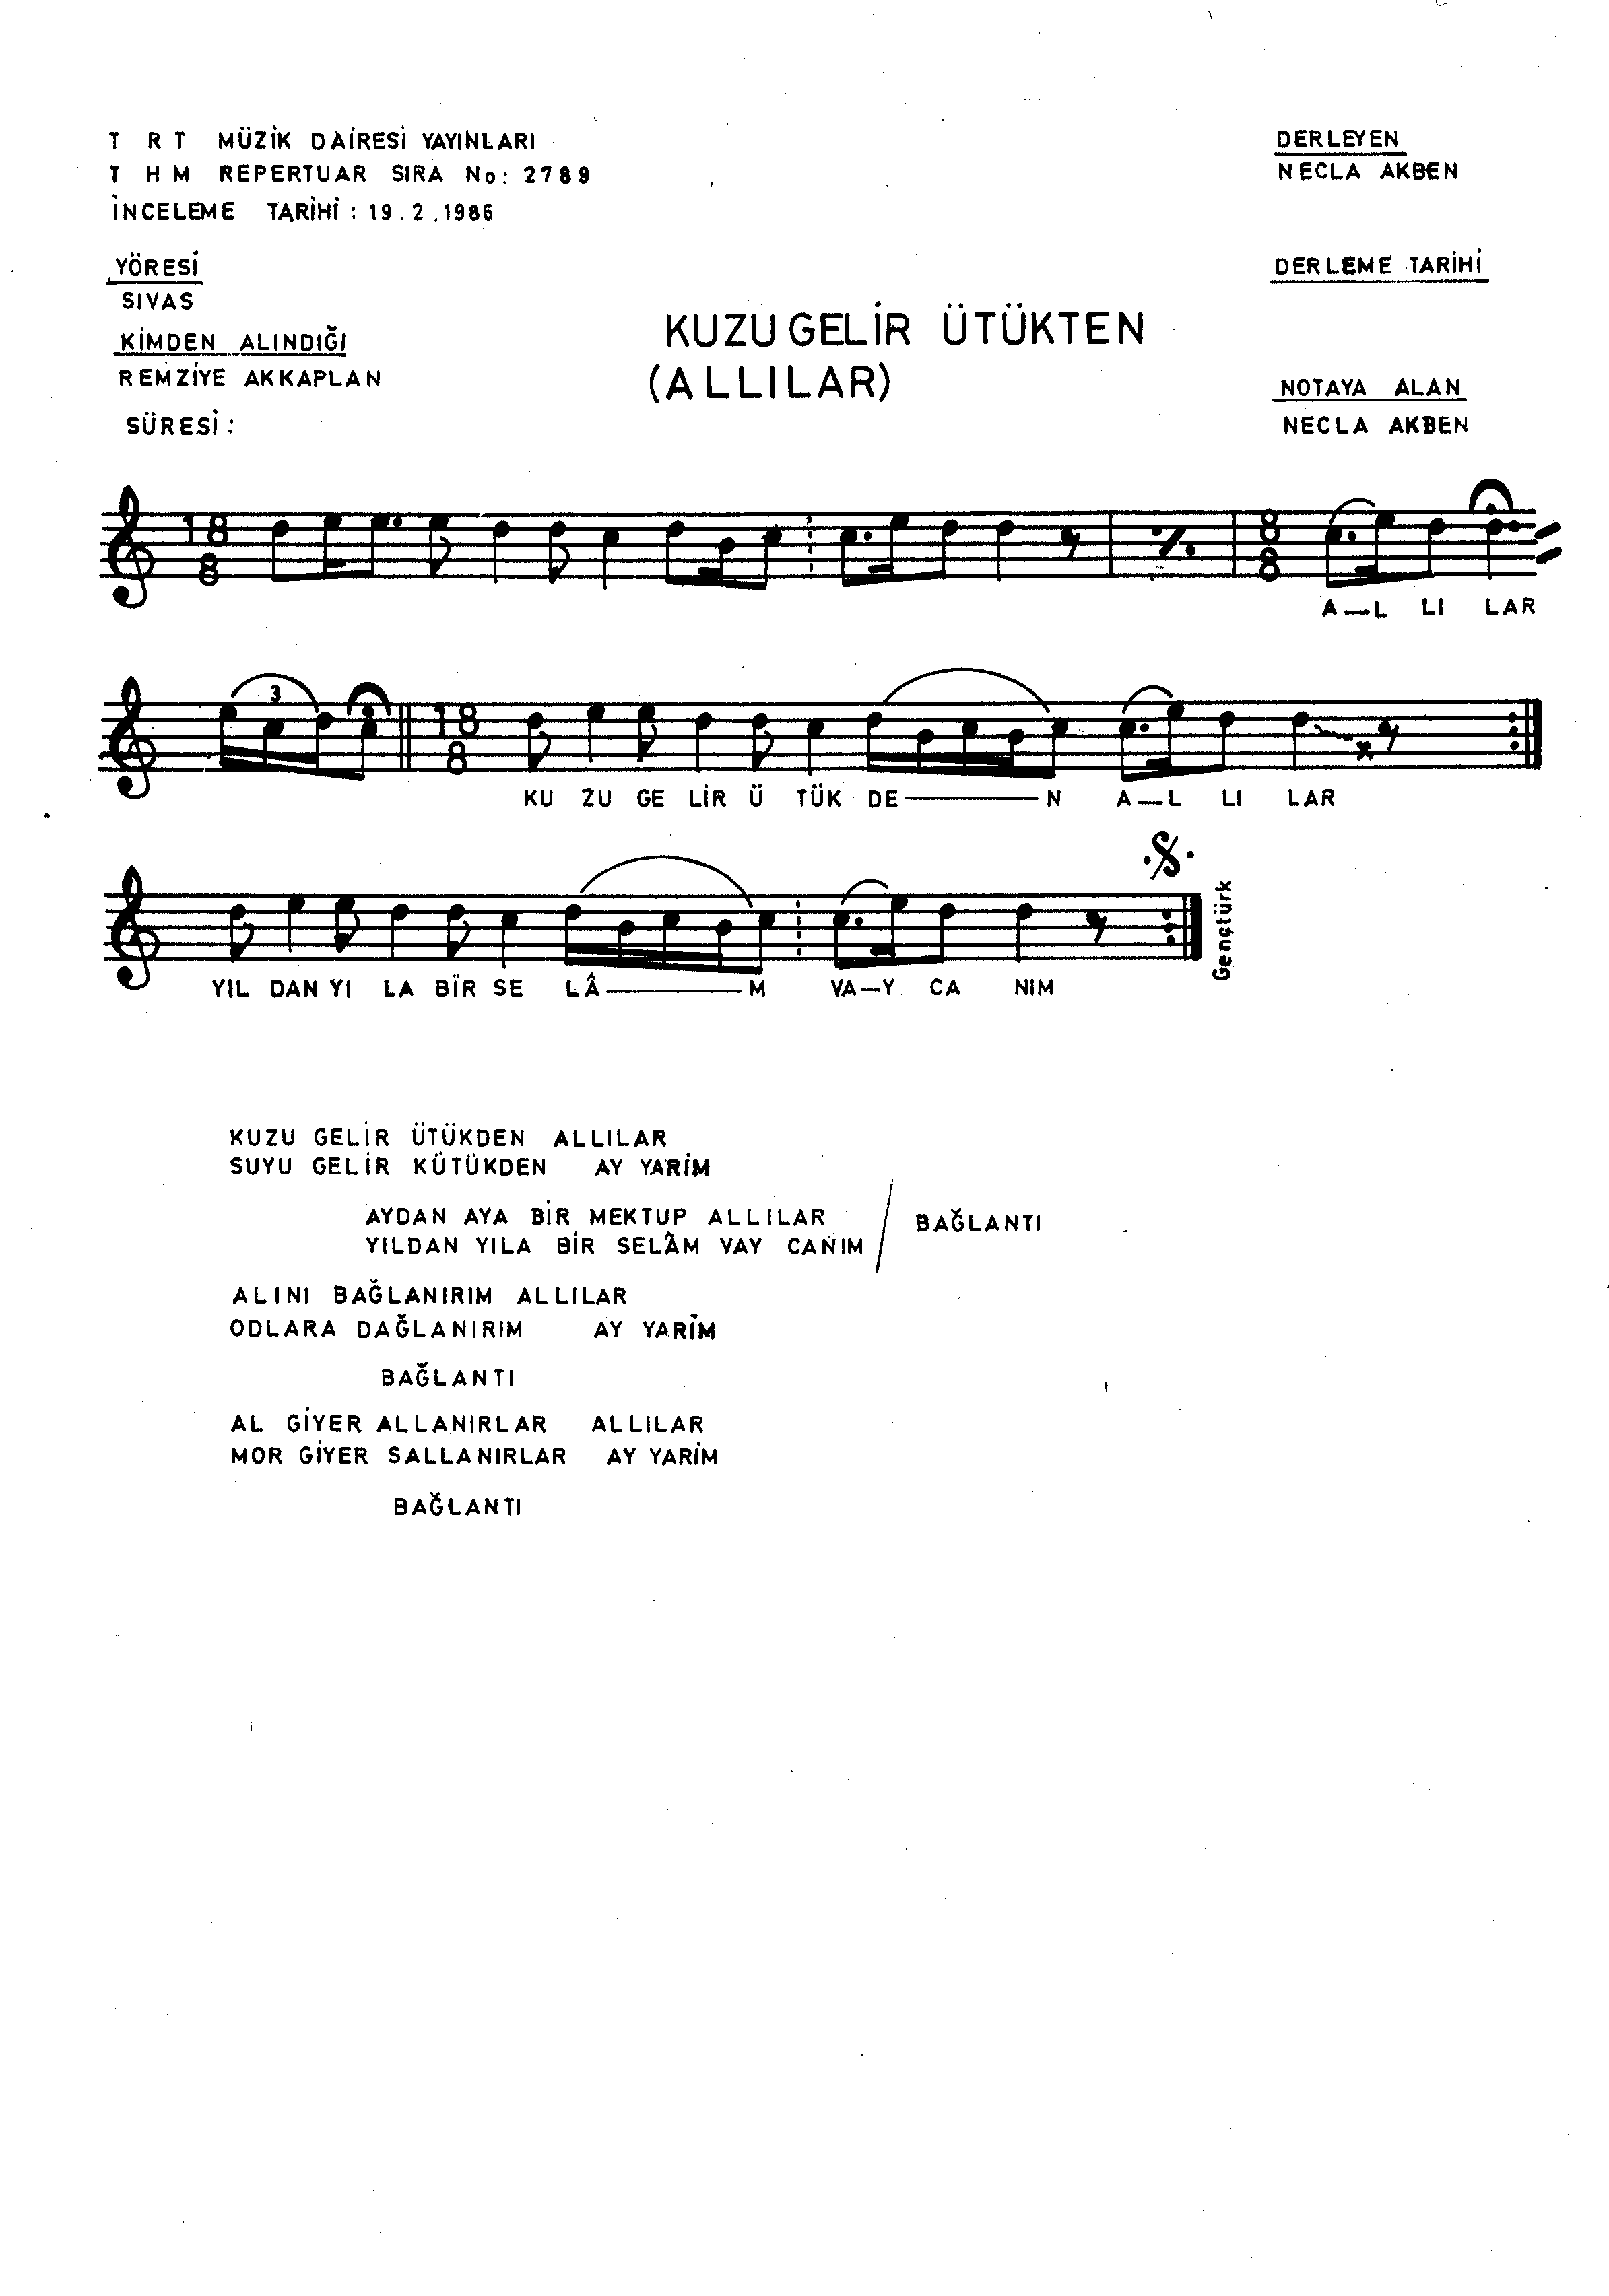 T R T MÜZİK DAİRESİ YAYINLARI
T H M REPERTUAR SIRA No: 2789
İNCELEME TARİHİ : 19.2.1986
DERLEYEN
NECLA AKBEN
YÖRESİ
SIVAS
DERLEME TARİHİ
KİMDEN ALINDIĞI
REMZİYE AKKAPLAN
KUZU GELİR ÜTÜKTEN
(ALLILAR)
NOTAYA ALAN
NECLA AKBEN
SÜRESİ :
18
8
8
8
A—L LI LAR
3
18
8
KU ZU GE LİR Ü TÜK DE———N A—L LI LAR
YIL DAN YI LA BİR SE LÂ———M VA—Y CA NIM
Gençtürk
KUZU GELİR ÜTÜKDEN ALLILAR
SUYU GELİR KÜTÜKDEN AY YARİM
AYDAN AYA BİR MEKTUP ALLILAR
YILDAN YILA BİR SELÂM VAY CANIM / BAĞLANTI
ALINI BAĞLANIRIM ALLILAR
ODLARA DAĞLANIRIM AY YARİM
BAĞLANTI
AL GİYER ALLANIRLAR ALLILAR
MOR GİYER SALLANIRLAR AY YARİM
BAĞLANTI